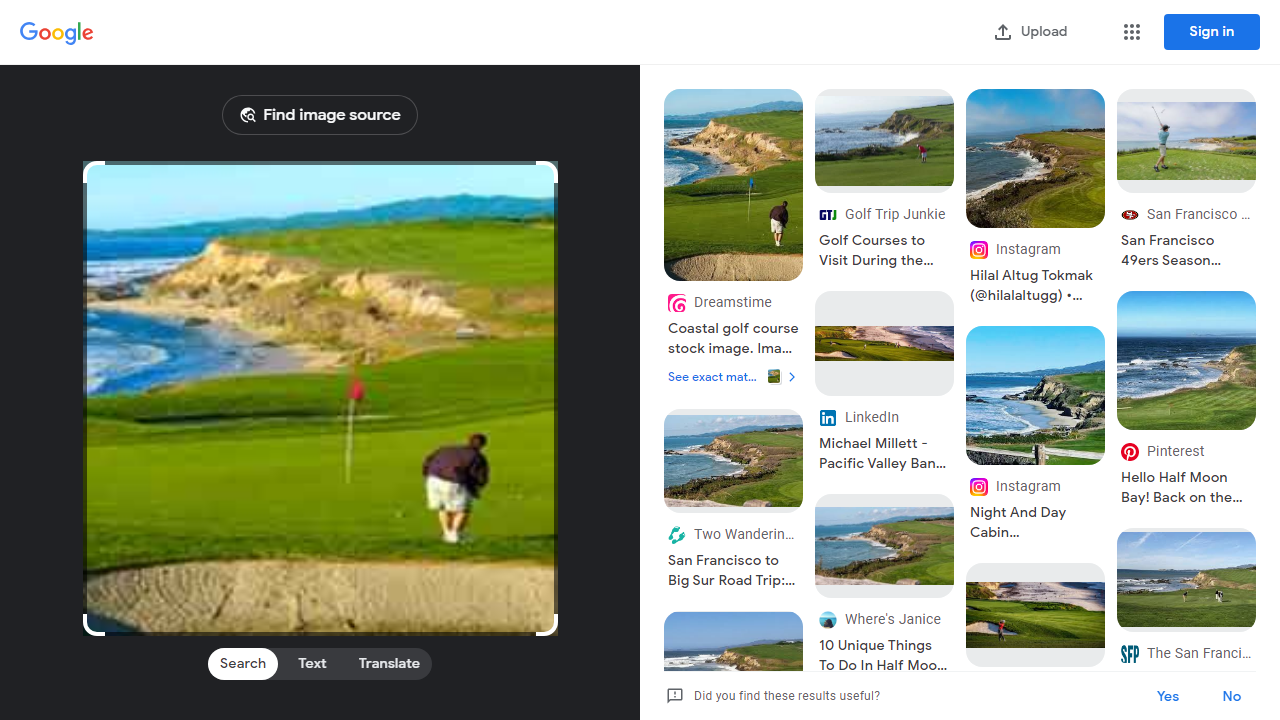 Google
Upload
Sign in
Find image source
Search
Text
Translate
Dreamstime
Coastal golf course
stock image. Ima...
See exact mat...
Two Wanderin...
San Francisco to
Big Sur Road Trip:...
GTJ
Golf Trip Junkie
Golf Courses to
Visit During the...
LinkedIn
Michael Millett -
Pacific Valley Ban...
Where's Janice
10 Unique Things
To Do In Half Moo...
Instagram
Hilal Altug Tokmak
(@hilalaltugg) •...
Instagram
Night And Day
Cabin...
San Francisco ...
San Francisco
49ers Season...
Pinterest
Hello Half Moon
Bay! Back on the...
SFP
The San Franci...
Did you find these results useful?
Yes
No